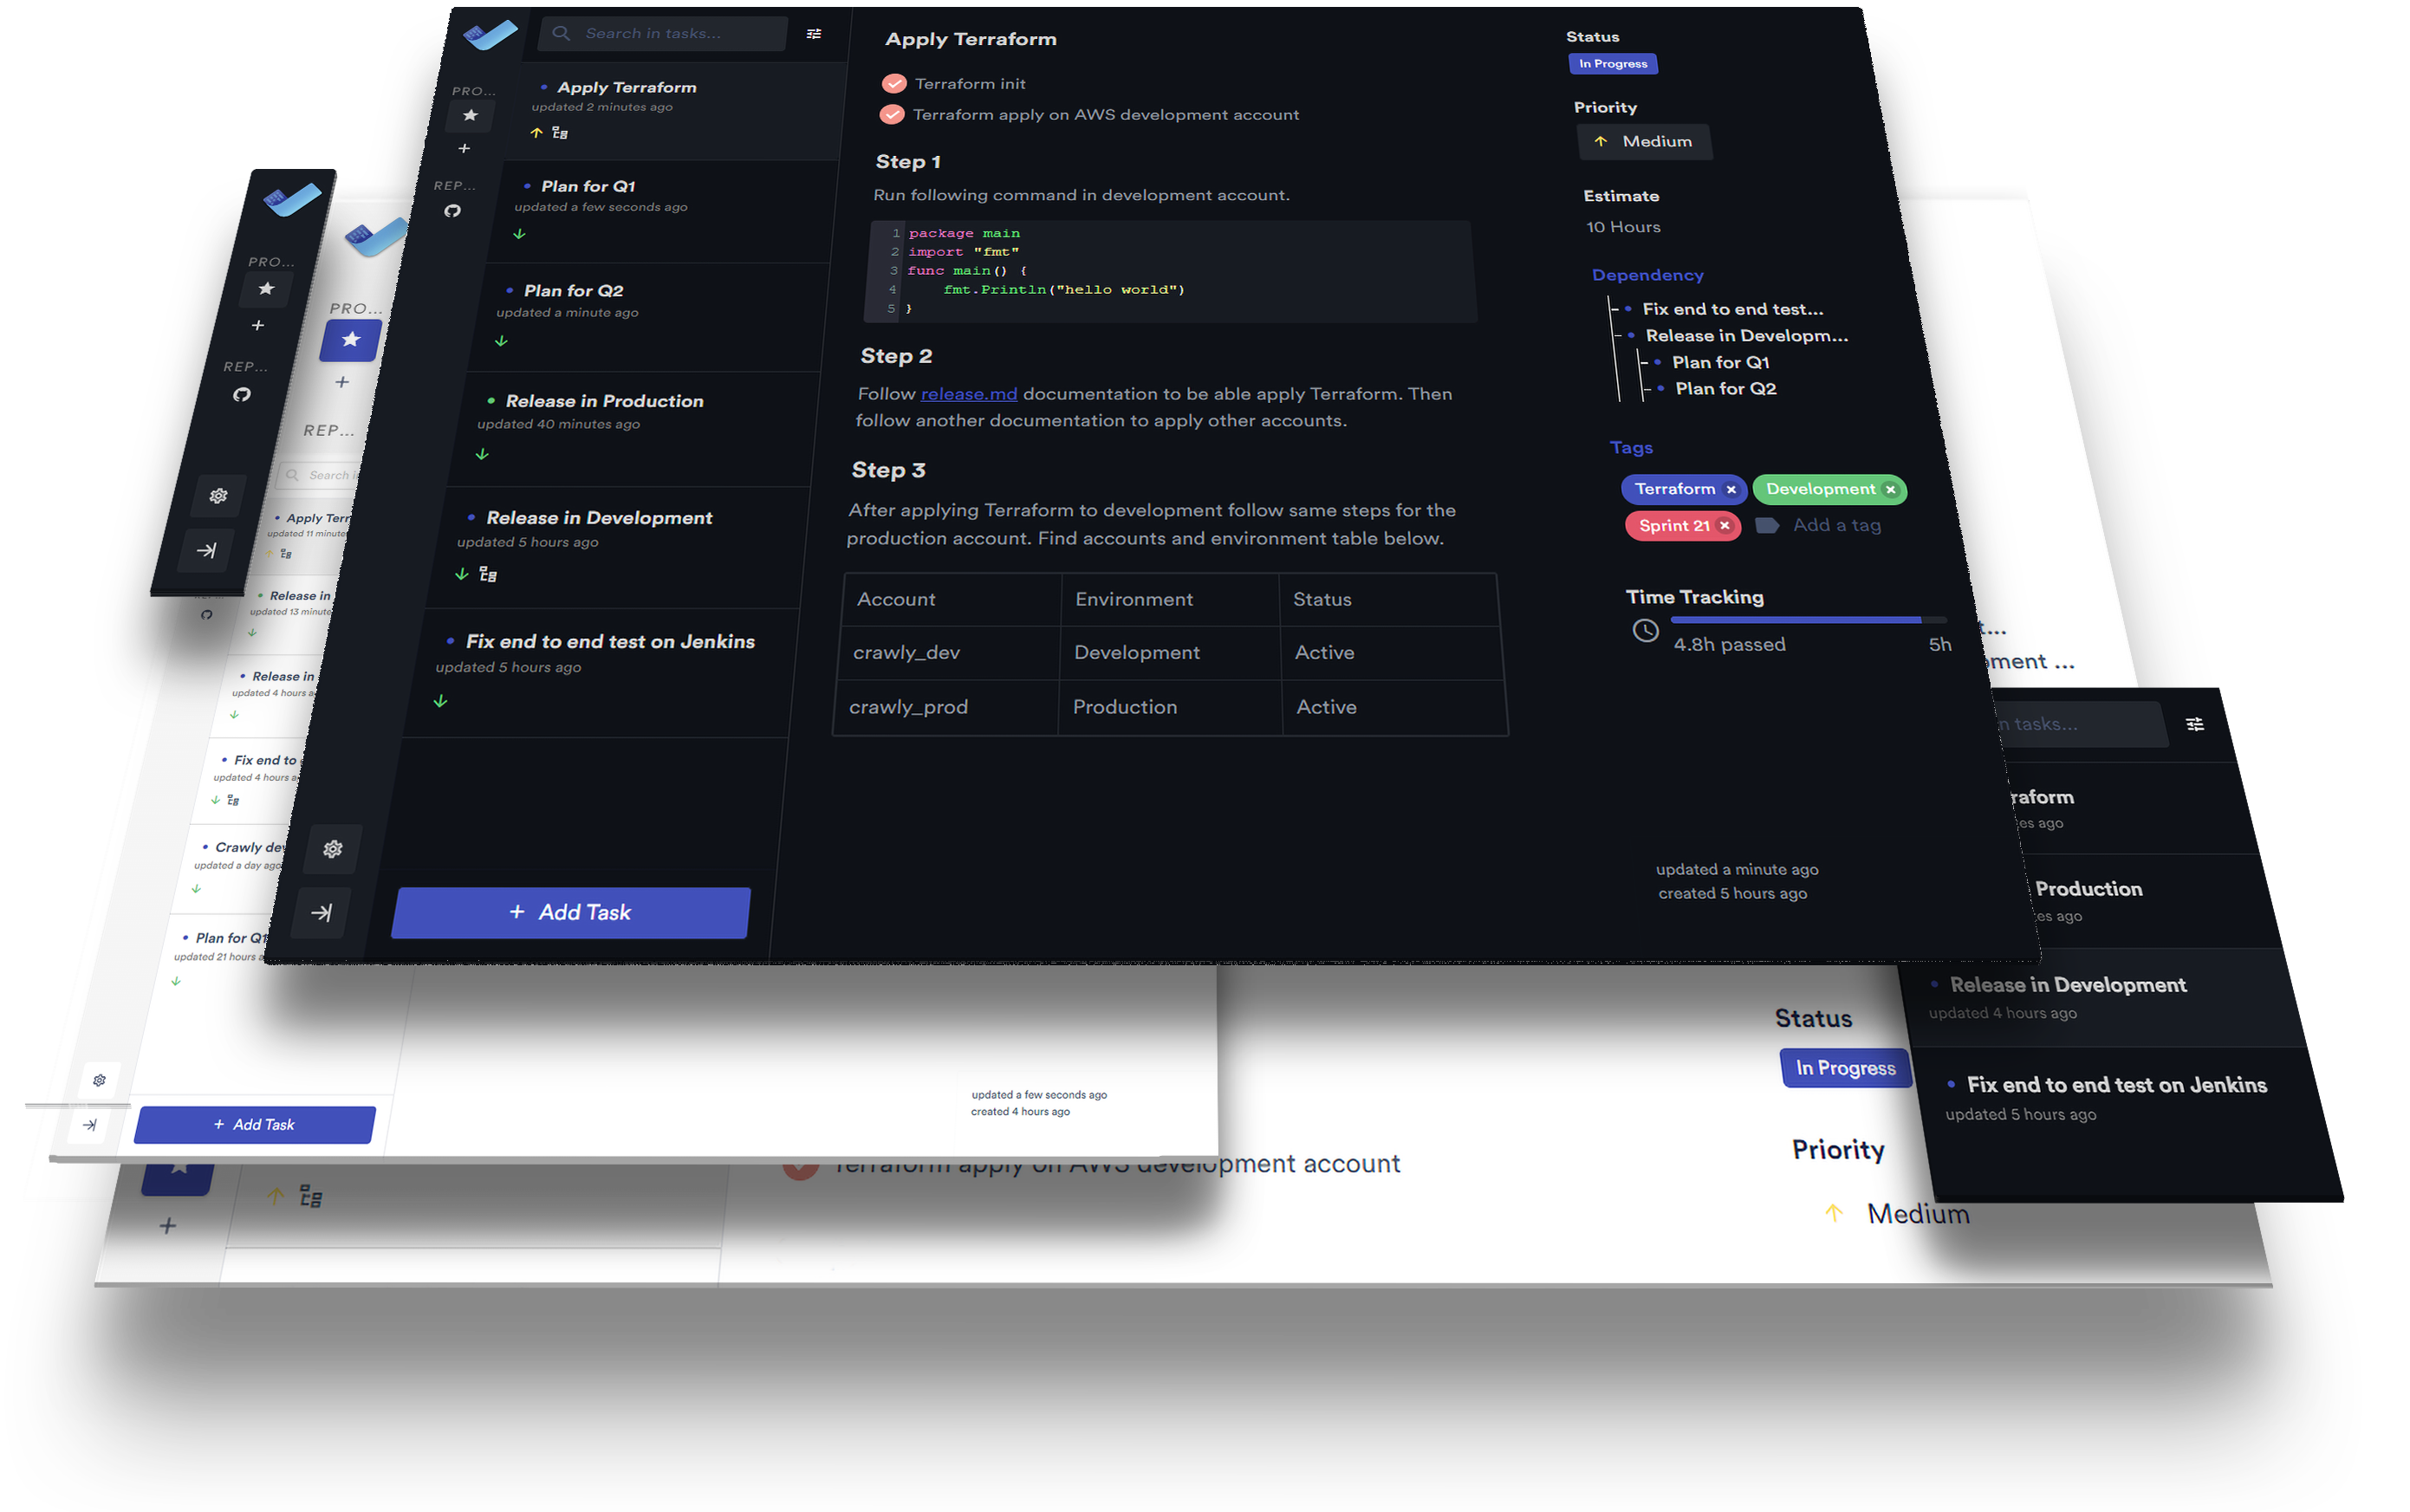 Search in tasks...
PRO...
REP...
Apply Terraform
updated 2 minutes ago
Plan for Q1
updated a few seconds ago
Plan for Q2
updated a minute ago
Release in Production
updated 40 minutes ago
Release in Development
updated 5 hours ago
Fix end to end test on Jenkins
updated 5 hours ago
+ Add Task
Apply Terraform
Terraform init
Terraform apply on AWS development account
Step 1
Run following command in development account.
1 package main
2 import "fmt"
3 func main() {
4 fmt.Println("hello world")
5 }
Step 2
Follow release.md documentation to be able apply Terraform. Then
follow another documentation to apply other accounts.
Step 3
After applying Terraform to development follow same steps for the
production account. Find accounts and environment table below.
Account Environment Status
crawly_dev Development Active
crawly_prod Production Active
Status
In Progress
Priority
Medium
Estimate
10 Hours
Dependency
Fix end to end test...
Release in Developm...
Plan for Q1
Plan for Q2
Tags
Terraform × Development ×
Sprint 21 × Add a tag
Time Tracking
4.8h passed 5h
updated a minute ago
created 5 hours ago
PRO...
REP...
PRO...
REP...
Search
Apply
updated 11
Release in
updated 13
Release in
updated 4 hours
Fix end to
updated 4 hours
Crawly
updated a day ago
Plan for Q1
updated 21 hours
+ Add Task
updated a few seconds ago
created 4 hours ago
Terraform apply on AWS development account
Status
In Progress
Priority
Medium
tasks...
ago
Production
ago
Release in Development
updated 4 hours ago
Fix end to end test on Jenkins
updated 5 hours ago